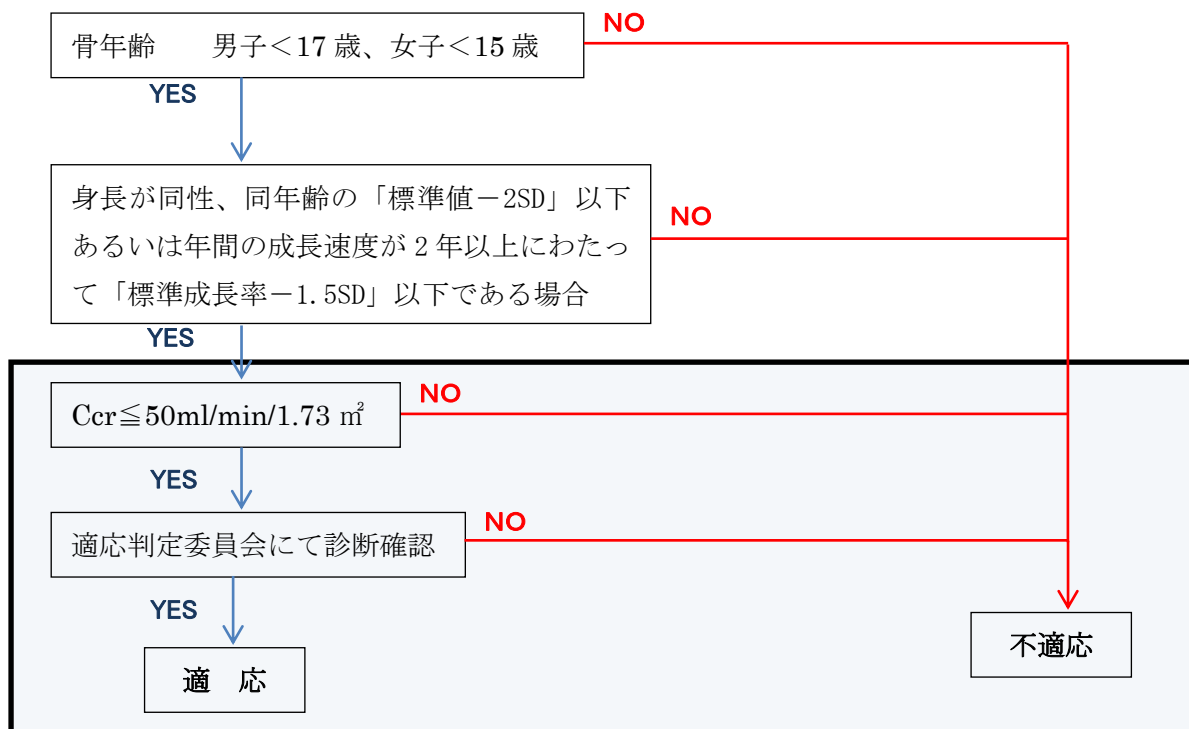 骨年齢　　男子＜17 歳、女子＜15 歳
NO
YES
身長が同性、同年齢の「標準値－2SD」以下
あるいは年間の成長速度が 2 年以上にわたっ
て「標準成長率－1.5SD」以下である場合
NO
YES
Ccr≦50ml/min/1.73 ㎡
NO
YES
適応判定委員会にて診断確認
NO
YES
適　応
不適応